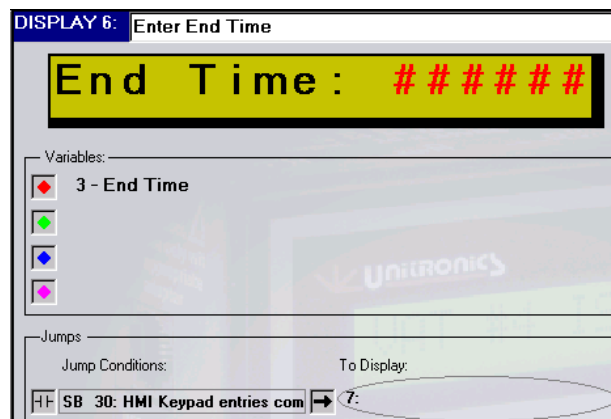 DISPLAY 6: Enter End Time
End Time: ######
Variables:
3 - End Time
UNITRONICS
Jumps
Jump Conditions: To Display:
SB 30: HMI Keypad entries com 7: